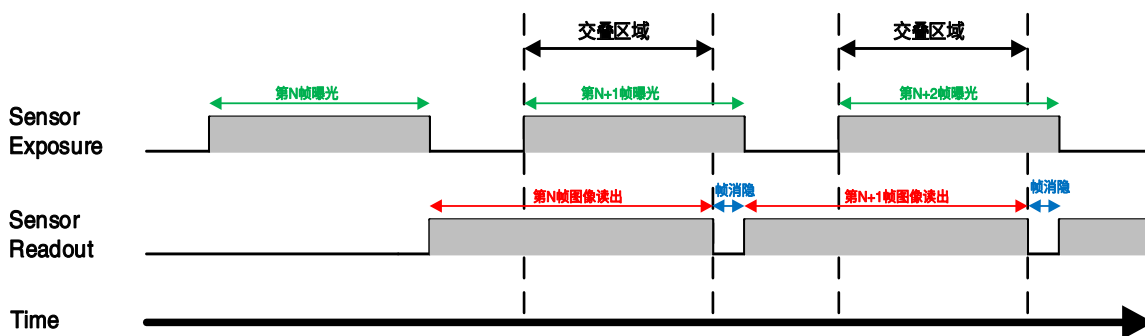 交叠区域
交叠区域
第N帧曝光
第N+1帧曝光
第N+2帧曝光
Sensor
Exposure
第N帧图像读出
帧消隐
第N+1帧图像读出
帧消隐
Sensor
Readout
Time